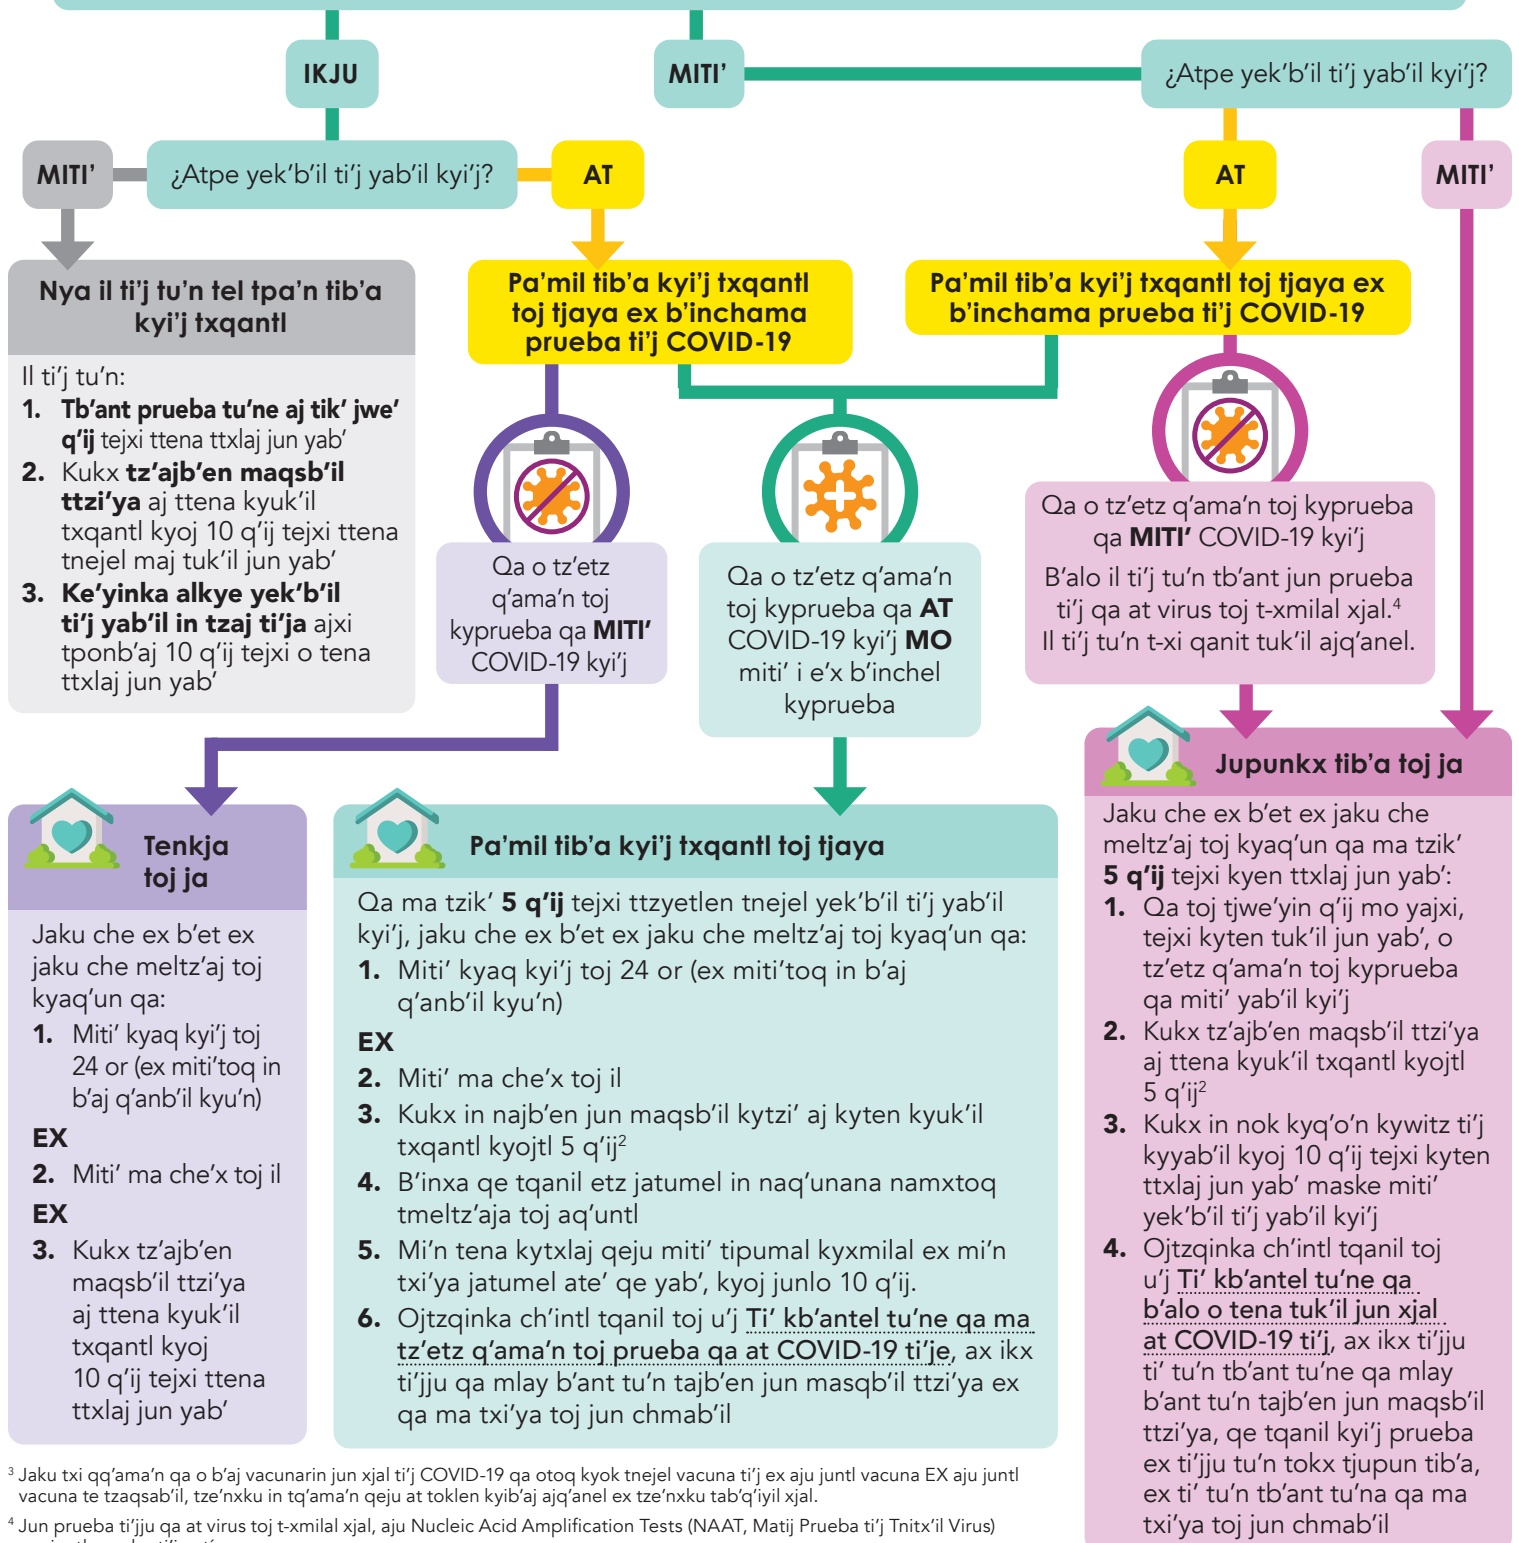 IKJU
MITI’
¿Atpe yek’b’il ti’j yab’il kyi’j?
MITI’
¿Atpe yek’b’il ti’j yab’il kyi’j?
AT
AT
MITI’
Nya il ti’j tu’n tel tpa’n tib’a
kyi’j txqantl
Il ti’j tu’n:
1. Tb’ant prueba tu’ne aj tik’ jwe’
q’ij tejxi ttena ttxlaj jun yab’
2. Kukx tz’ajb’en maqsb’il
ttzi’ya aj ttena kyuk’il
txqantl kyoj 10 q’ij tejxi ttena
tnejel maj tuk’il jun yab’
3. Ke’yinka alkye yek’b’il
ti’j yab’il in tzaj ti’ja ajxi
tponb’aj 10 q’ij tejxi o tena
ttxlaj jun yab’
Pa’mil tib’a kyi’j txqantl
toj tjaya ex b’inchama
prueba ti’j COVID-19
Pa’mil tib’a kyi’j txqantl toj tjaya ex
b’inchama prueba ti’j COVID-19
Qa o tz’etz
q’ama’n toj
kyprueba qa MITI’
COVID-19 kyi’j
Qa o tz’etz q’ama’n
toj kyprueba qa AT
COVID-19 kyi’j MO
miti’ i e’x b’inchel
kyprueba
Qa o tz’etz q’ama’n toj kyprueba
qa MITI’ COVID-19 kyi’j
B’alo il ti’j tu’n tb’ant jun prueba
ti’j qa at virus toj t-xmilal xjal.⁴
Il ti’j tu’n t-xi qanit tuk’il ajq’anel.
Tenkja
toj ja
Jaku che ex b’et ex
jaku che meltz’aj toj
kyaq’un qa:
1. Miti’ kyaq kyi’j toj
24 or (ex miti’toq in
b’aj q’anb’il kyu’n)
EX
2. Miti’ ma che’x toj il
EX
3. Kukx tz’ajb’en
maqsb’il ttzi’ya
aj ttena kyuk’il
txqantl kyoj
10 q’ij tejxi ttena
ttxlaj jun yab’
Pa’mil tib’a kyi’j txqantl toj tjaya
Qa ma tzik’ 5 q’ij tejxi ttzyetlen tnejel yek’b’il ti’j yab’il
kyi’j, jaku che ex b’et ex jaku che meltz’aj toj kyaq’un qa:
1. Miti’ kyaq kyi’j toj 24 or (ex miti’toq in b’aj
q’anb’il kyu’n)
EX
2. Miti’ ma che’x toj il
3. Kukx in najb’en jun maqsb’il kytzi’ aj kyten kyuk’il
txqantl kyojtl 5 q’ij²
4. B’inxa qe tqanil etz jatumel in naq’unana namxtoq
tmeltz’aja toj aq’untl
5. Mi’n tena kytxlaj qeju miti’ tipumal kyxmilal ex mi’n
txi’ya jatumel ate’ qe yab’, kyoj junlo 10 q’ij.
6. Ojtzqinka ch’intl tqanil toj u’j Ti’ kb’antel tu’ne qa ma
tz’etz q’ama’n toj prueba qa at COVID-19 ti’je, ax ikx
ti’jju qa mlay b’ant tu’n tajb’en jun masqb’il ttzi’ya ex
qa ma txi’ya toj jun chmab’il
Jupunkx tib’a toj ja
Jaku che ex b’et ex jaku che
meltz’aj toj kyaq’un qa ma tzik’
5 q’ij tejxi kyen ttxlaj jun yab’:
1. Qa toj tjwe’yin q’ij mo yajxi,
tejxi kyten tuk’il jun yab’, o
tz’etz q’ama’n toj kyprueba
qa miti’ yab’il kyi’j
2. Kukx tz’ajb’en maqsb’il ttzi’ya
aj ttena kyuk’il txqantl kyojtl
5 q’ij²
3. Kukx in nok kyq’o’n kywitz ti’j
kyyab’il kyoj 10 q’ij tejxi kyten
ttxlaj jun yab’ maske miti’
yek’b’il ti’j yab’il kyi’j
4. Ojtzqinka ch’intl tqanil toj
u’j Ti’ kb’antel tu’ne qa
b’alo o tena tuk’il jun xjal
at COVID-19 ti’j, ax ikx ti’jju
ti’ tu’n tb’ant tu’ne qa mlay
b’ant tu’n tajb’en jun maqsb’il
ttzi’ya, qe tqanil kyi’j prueba
ex ti’jju tu’n tokx tjupun tib’a,
ex ti’ tu’n tb’ant tu’na qa ma
txi’ya toj jun chmab’il
³ Jaku txi qq’ama’n qa o b’aj vacunarin jun xjal ti’j COVID-19 qa otoq kyok tnejel vacuna ti’j ex aju juntl vacuna EX aju juntl
vacuna te tzaqsab’il, tze’nxku in tq’ama’n qeju at toklen kyib’aj ajq’anel ex tze’nxku tab’q’iyil xjal.
⁴ Jun prueba ti’jju qa at virus toj t-xmilal xjal, aju Nucleic Acid Amplification Tests (NAAT, Matij Prueba ti’j Tnitx’il Virus)